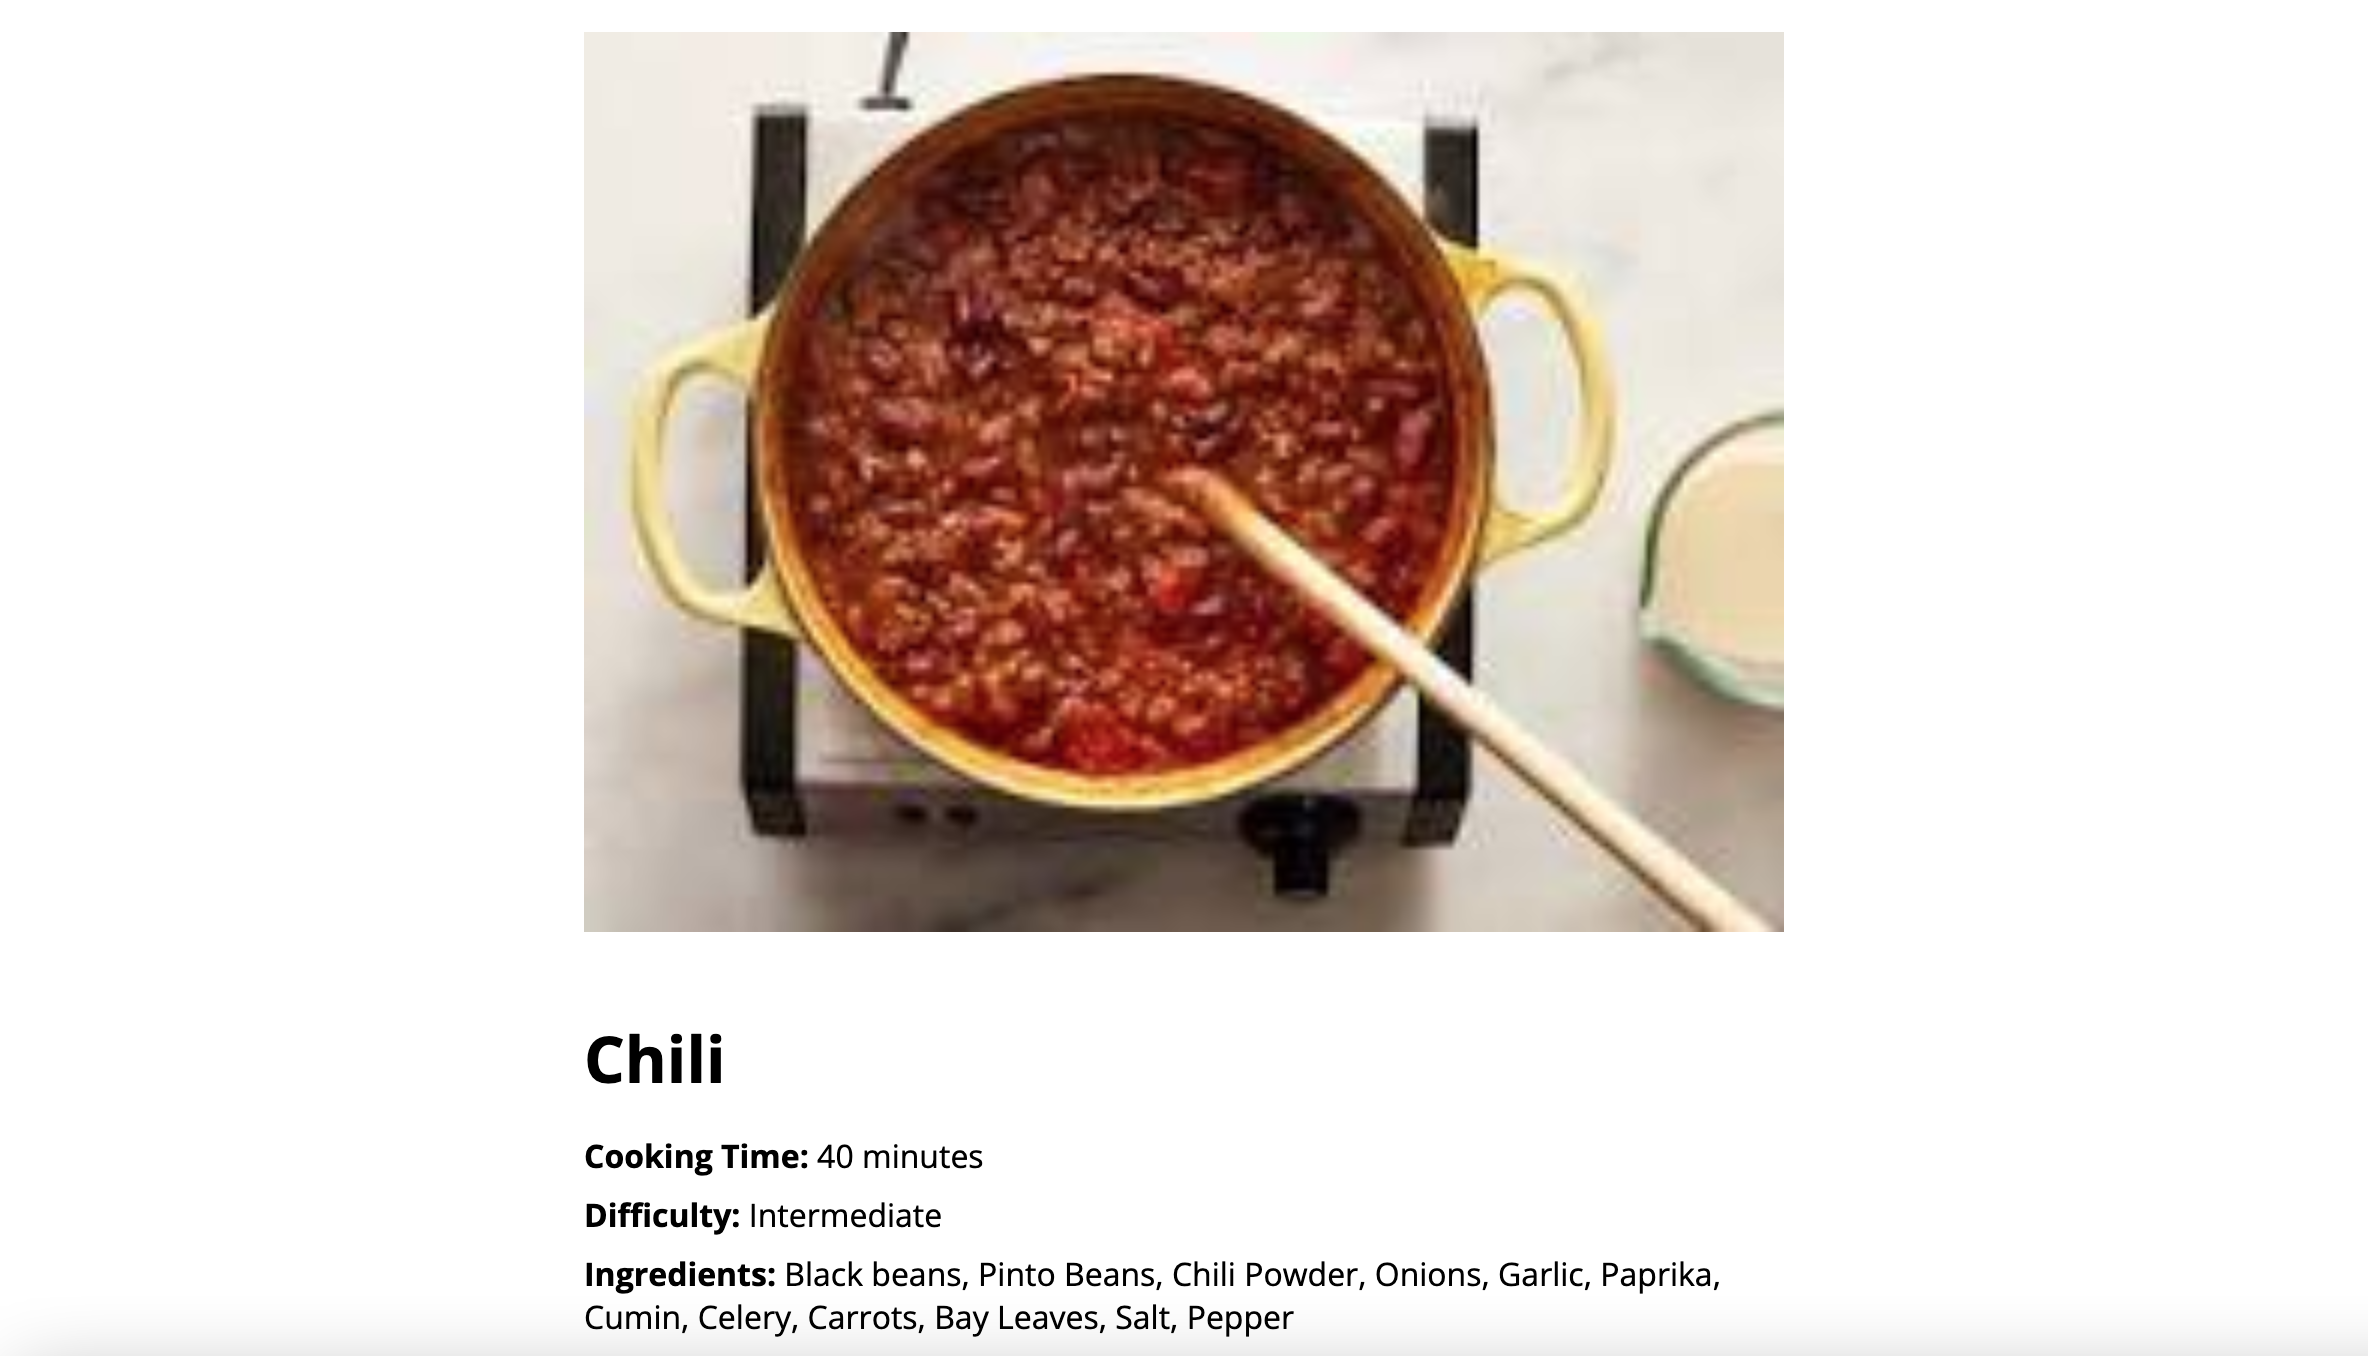 Chili
Cooking Time: 40 minutes
Difficulty: Intermediate
Ingredients: Black beans, Pinto Beans, Chili Powder, Onions, Garlic, Paprika,
Cumin, Celery, Carrots, Bay Leaves, Salt, Pepper